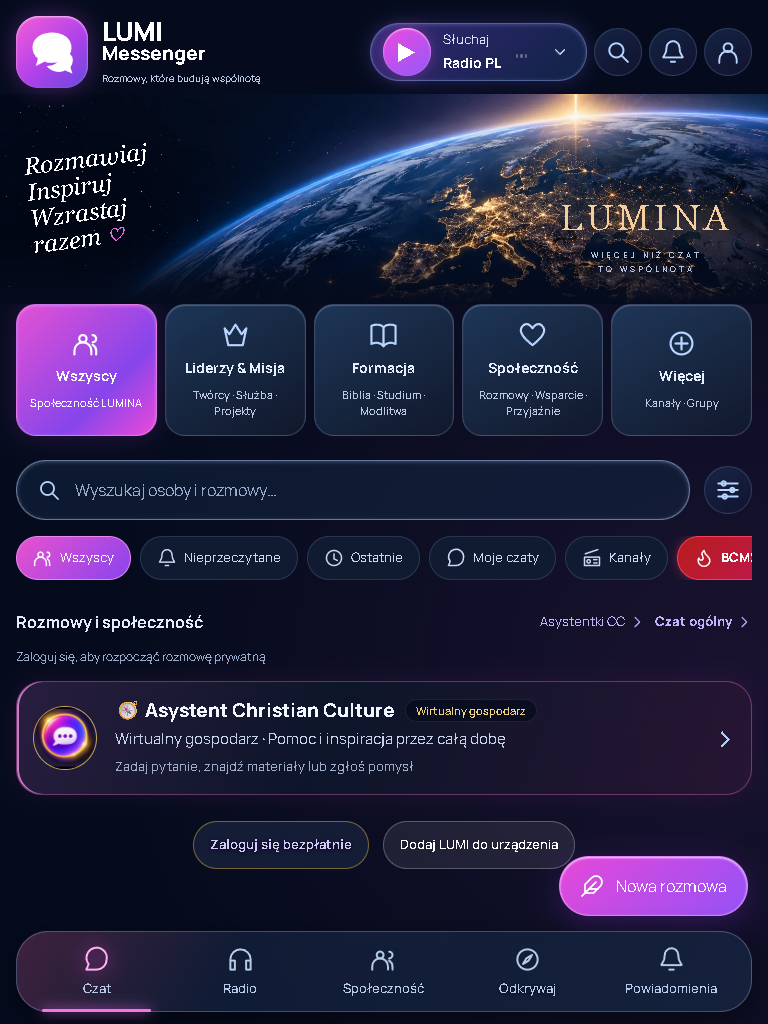 LUMI
Messenger
Rozmowy, które budują wspólnotę
Słuchaj
Radio PL
Rozmawiaj
Inspiruj
Wzrastaj
razem
LUMINA
WIĘCEJ NIŻ CZAT
TO WSPÓLNOTA
Wszyscy
Społeczność LUMINA
Liderzy & Misja
Twórcy · Służba ·
Projekty
Formacja
Biblia · Studium ·
Modlitwa
Społeczność
Rozmowy · Wsparcie ·
Przyjaźnie
Więcej
Kanały · Grupy
Wyszukaj osoby i rozmowy...
Wszyscy
Nieprzeczytane
Ostatnie
Moje czaty
Kanały
BCM
Rozmowy i społeczność
Asystentki CC
Czat ogólny
Zaloguj się, aby rozpocząć rozmowę prywatną
Asystent Christian Culture
Wirtualny gospodarz
Wirtualny gospodarz · Pomoc i inspiracja przez całą dobę
Zadaj pytanie, znajdź materiały lub zgłoś pomysł
Zaloguj się bezpłatnie
Dodaj LUMI do urządzenia
Nowa rozmowa
Czat
Radio
Społeczność
Odkrywaj
Powiadomienia